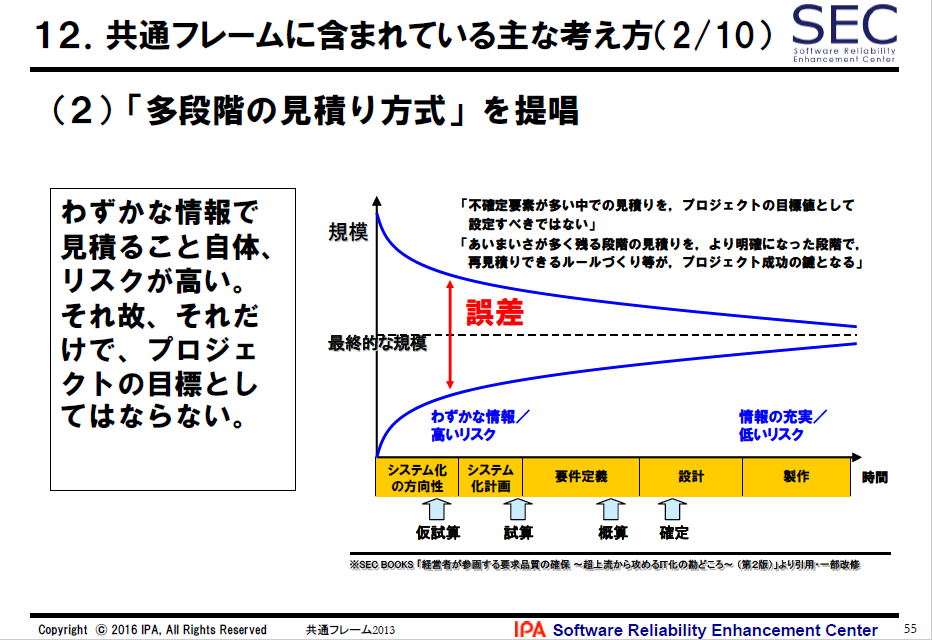 12. 共通フレームに含まれている主な考え方(2/10)
SEC
Software Reliability
Enhancement Center
(2)「多段階の見積り方式」を提唱
わずかな情報で
見積ること自体、
リスクが高い。
それ故、それだ
けで、プロジェ
クトの目標とし
てはならない。
「不確定要素が多い中での見積りを，プロジェクトの目標値として
設定すべきではない」
「あいまいさが多く残る段階の見積りを，より明確になった段階で，
再見積りできるルールづくり等が，プロジェクト成功の鍵となる」
規模
誤差
最終的な規模
わずかな情報／
高いリスク
情報の充実／
低いリスク
システム化
の方向性
システム
化計画
要件定義
設計
製作
時間
仮試算
試算
概算
確定
※SEC BOOKS「経営者が参画する要求品質の確保 ～超上流から攻めるIT化の勘どころ～（第2版）」より引用・一部改修
Copyright © 2016 IPA, All Rights Reserved
共通フレーム2013
IPA Software Reliability Enhancement Center
55